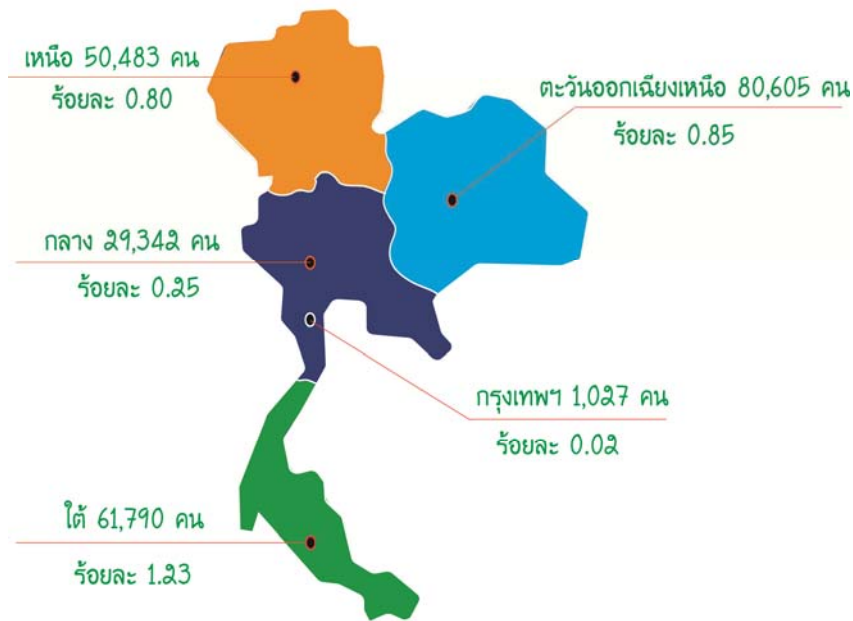 เหนือ 50,483 คน
ร้อยละ 0.80
ตะวันออกเฉียงเหนือ 80,605 คน
ร้อยละ 0.85
กลาง 29,342 คน
ร้อยละ 0.25
กรุงเทพฯ 1,027 คน
ร้อยละ 0.02
ใต้ 61,790 คน
ร้อยละ 1.23